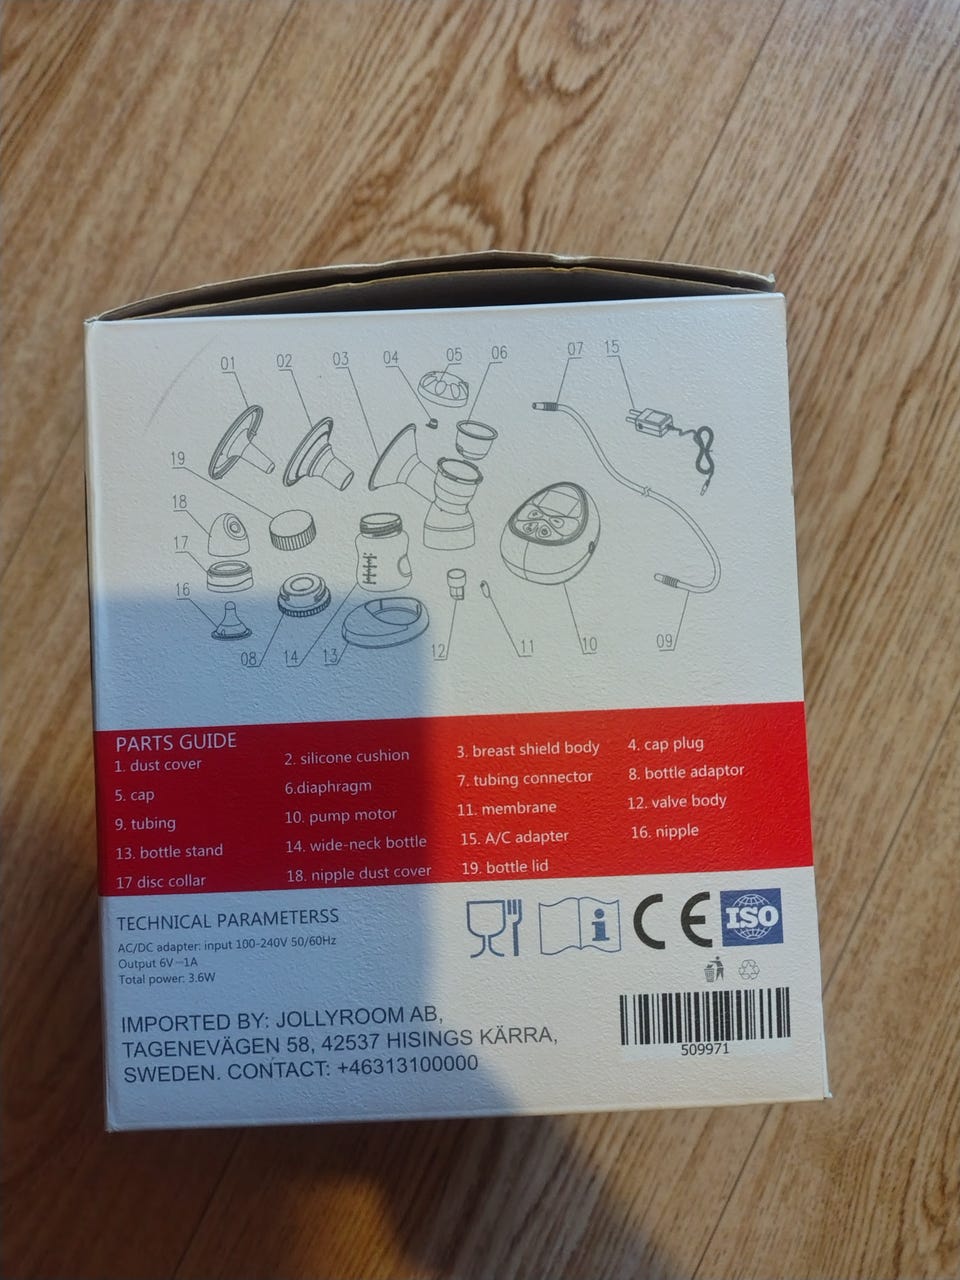 01 02 03 04 05 06 07 15
19
18
17
16
08 14 13 12 11 10 09
PARTS GUIDE
1. dust cover 2. silicone cushion 3. breast shield body 4. cap plug
5. cap 6.diaphragm 7. tubing connector 8. bottle adaptor
9. tubing 10. pump motor 11. membrane 12. valve body
13. bottle stand 14. wide-neck bottle 15. A/C adapter 16. nipple
17 disc collar 18. nipple dust cover 19. bottle lid
TECHNICAL PARAMETERSS
AC/DC adapter: input 100-240V 50/60Hz
Output 6V⎓1A
Total power: 3.6W
i CE ISO
IMPORTED BY: JOLLYROOM AB,
TAGENEVÄGEN 58, 42537 HISINGS KÄRRA,
SWEDEN. CONTACT: +46313100000
509971